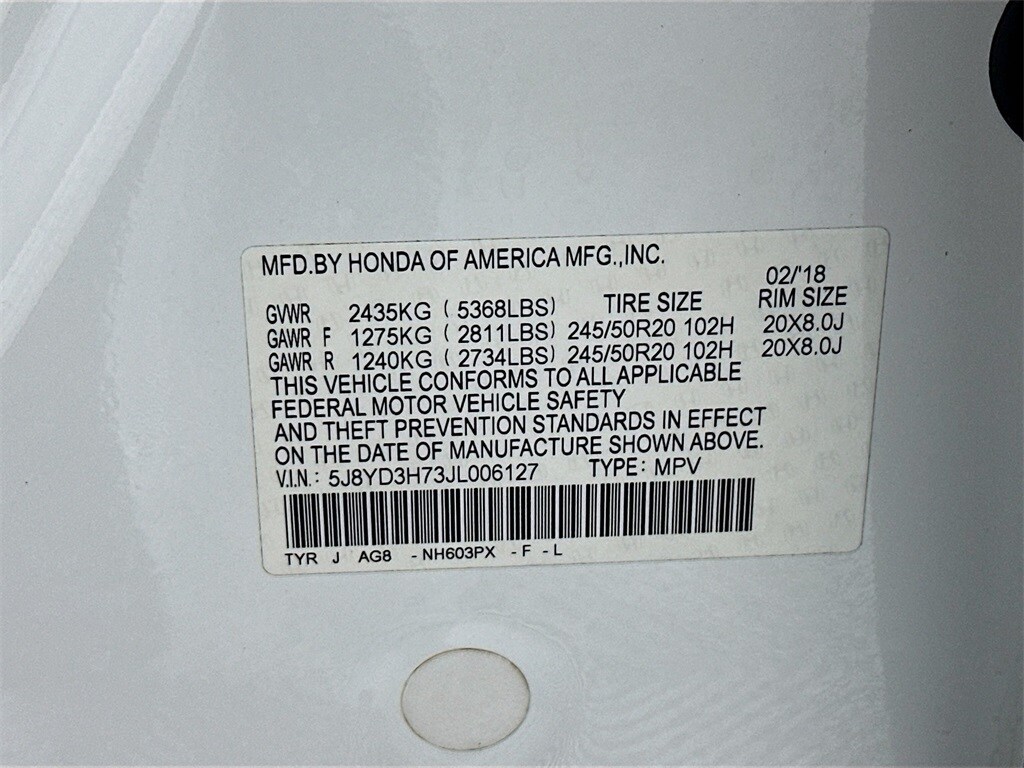 MFD.BY HONDA OF AMERICA MFG.,INC.
02/'18
GVWR 2435KG ( 5368LBS) TIRE SIZE RIM SIZE
GAWR F 1275KG ( 2811LBS) 245/50R20 102H 20X8.0J
GAWR R 1240KG ( 2734LBS) 245/50R20 102H 20X8.0J
THIS VEHICLE CONFORMS TO ALL APPLICABLE
FEDERAL MOTOR VEHICLE SAFETY
AND THEFT PREVENTION STANDARDS IN EFFECT
ON THE DATE OF MANUFACTURE SHOWN ABOVE.
V.I.N.: 5J8YD3H73JL006127 TYPE: MPV
TYR J AG8 -NH603PX -F -L